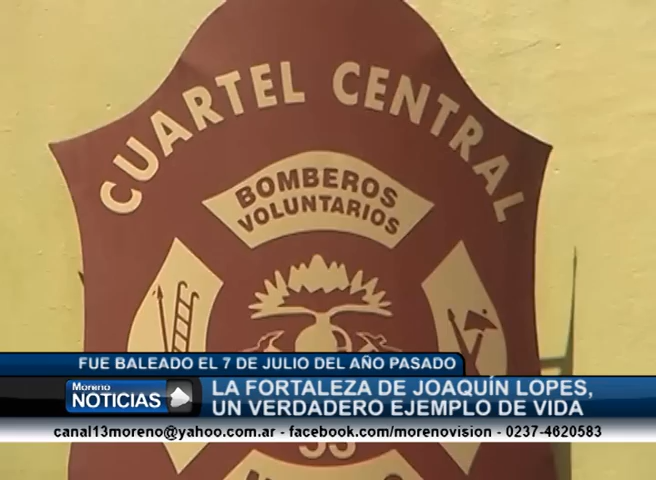 CUARTEL CENTRAL
BOMBEROS
VOLUNTARIOS
FUE BALEADO EL 7 DE JULIO DEL AÑO PASADO
Moreno
NOTICIAS
LA FORTALEZA DE JOAQUÍN LOPES,
UN VERDADERO EJEMPLO DE VIDA
canal13moreno@yahoo.com.ar - facebook.com/morenovision - 0237-4620583